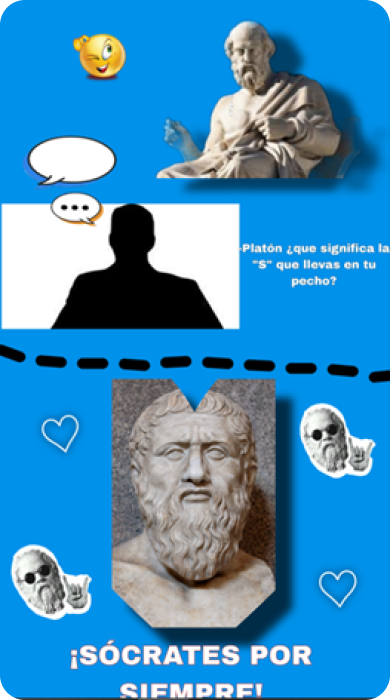 -Platón ¿que significa la
"S" que llevas en tu
pecho?
¡SÓCRATES POR
SIEMPRE!